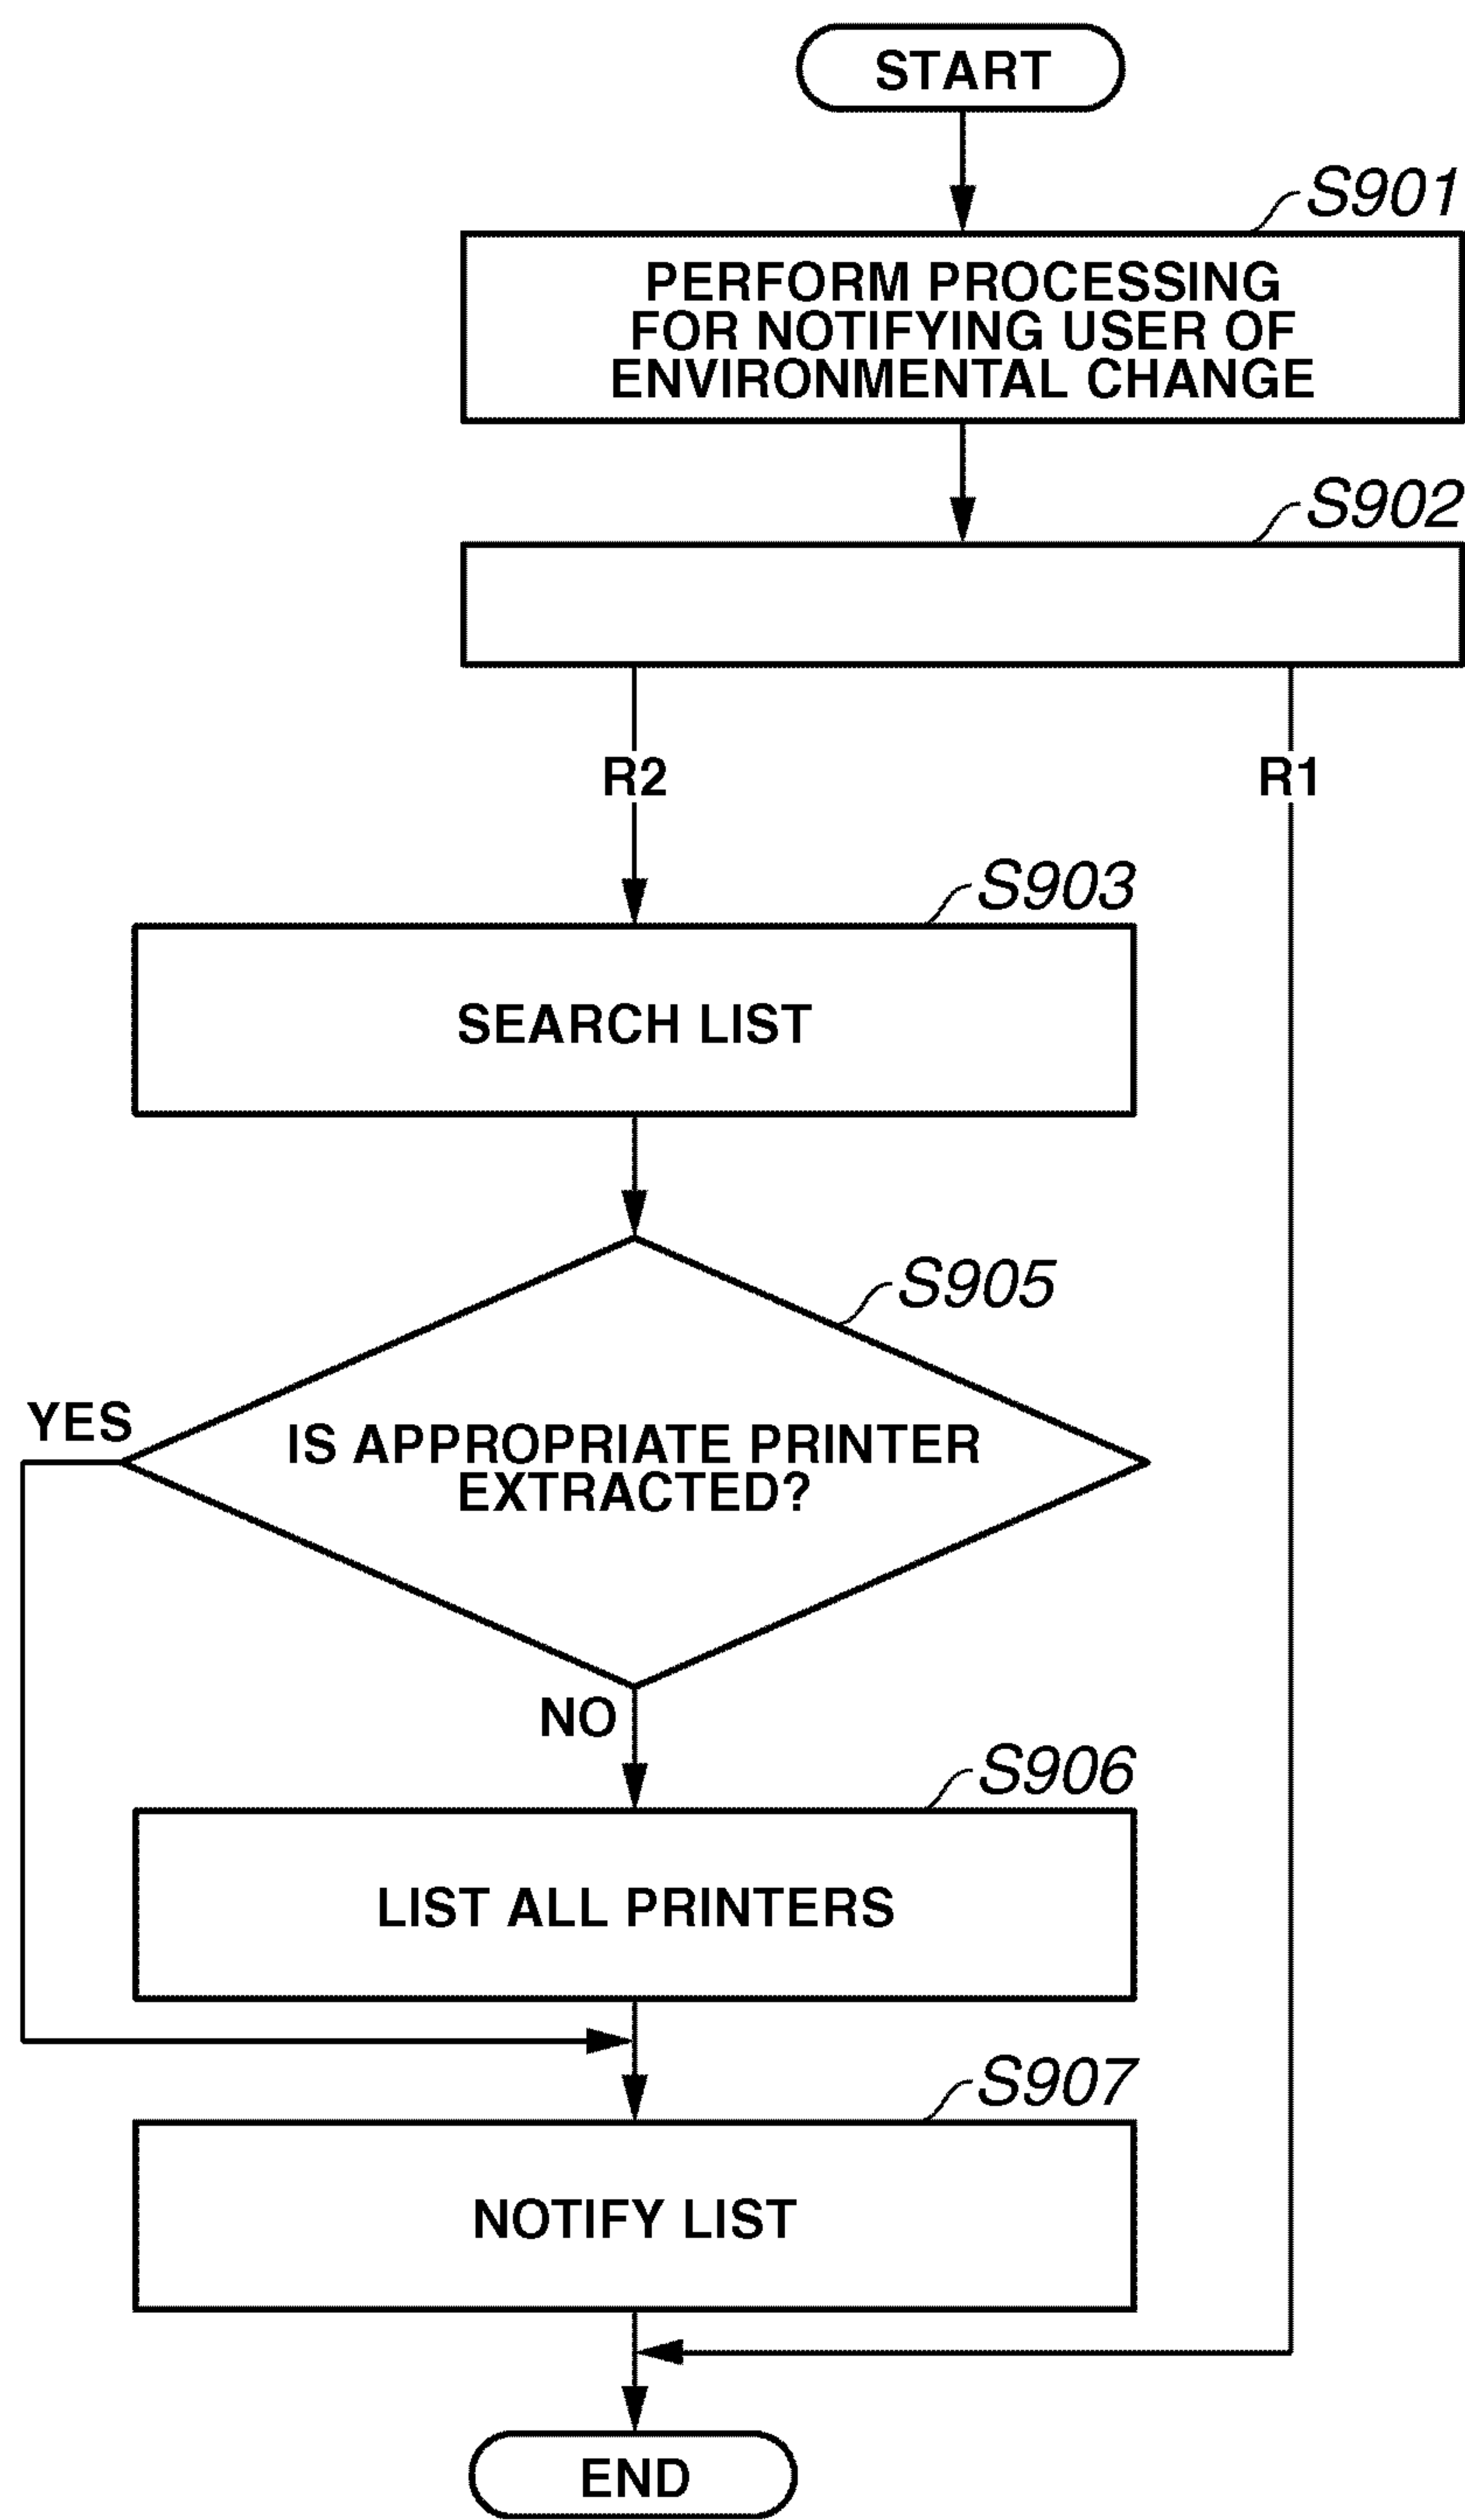 START
S901
PERFORM PROCESSING
FOR NOTIFYING USER OF
ENVIRONMENTAL CHANGE
S902
R2
R1
S903
SEARCH LIST
S905
YES
IS APPROPRIATE PRINTER
EXTRACTED?
NO
S906
LIST ALL PRINTERS
S907
NOTIFY LIST
END